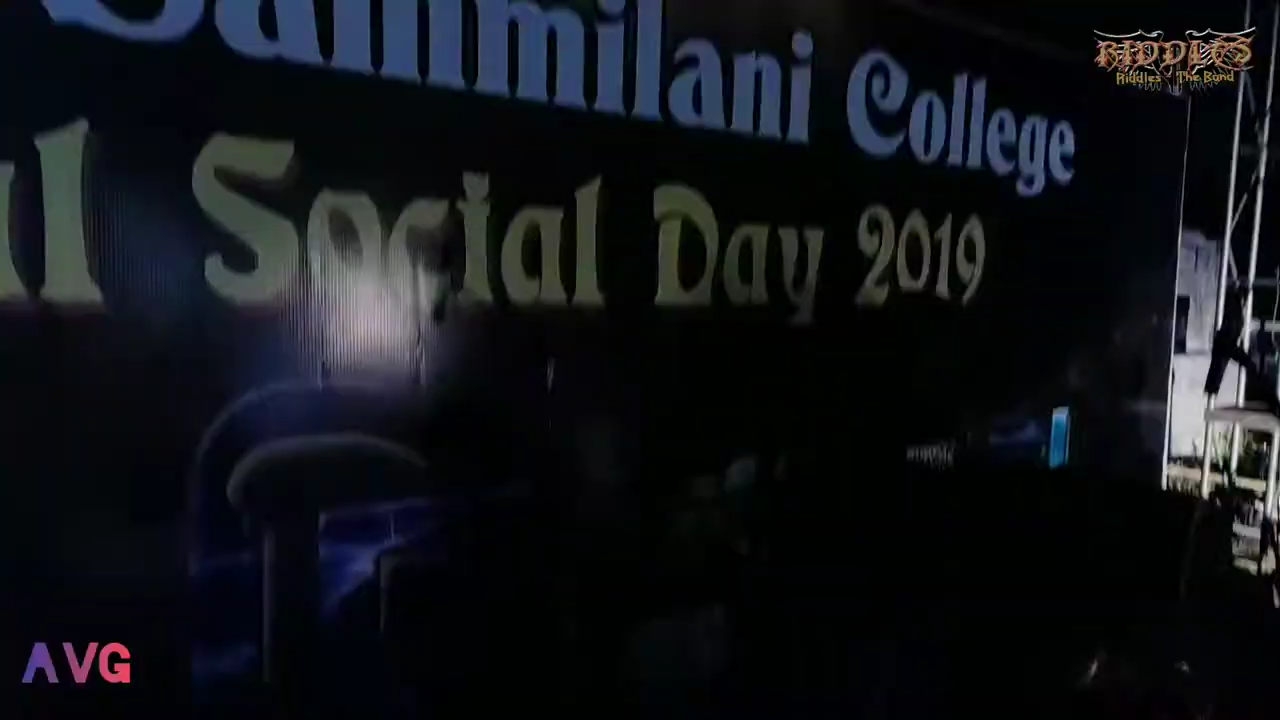 Sammilani College
Social Day 2019
RIDDLES
Riddles The Band
AVG